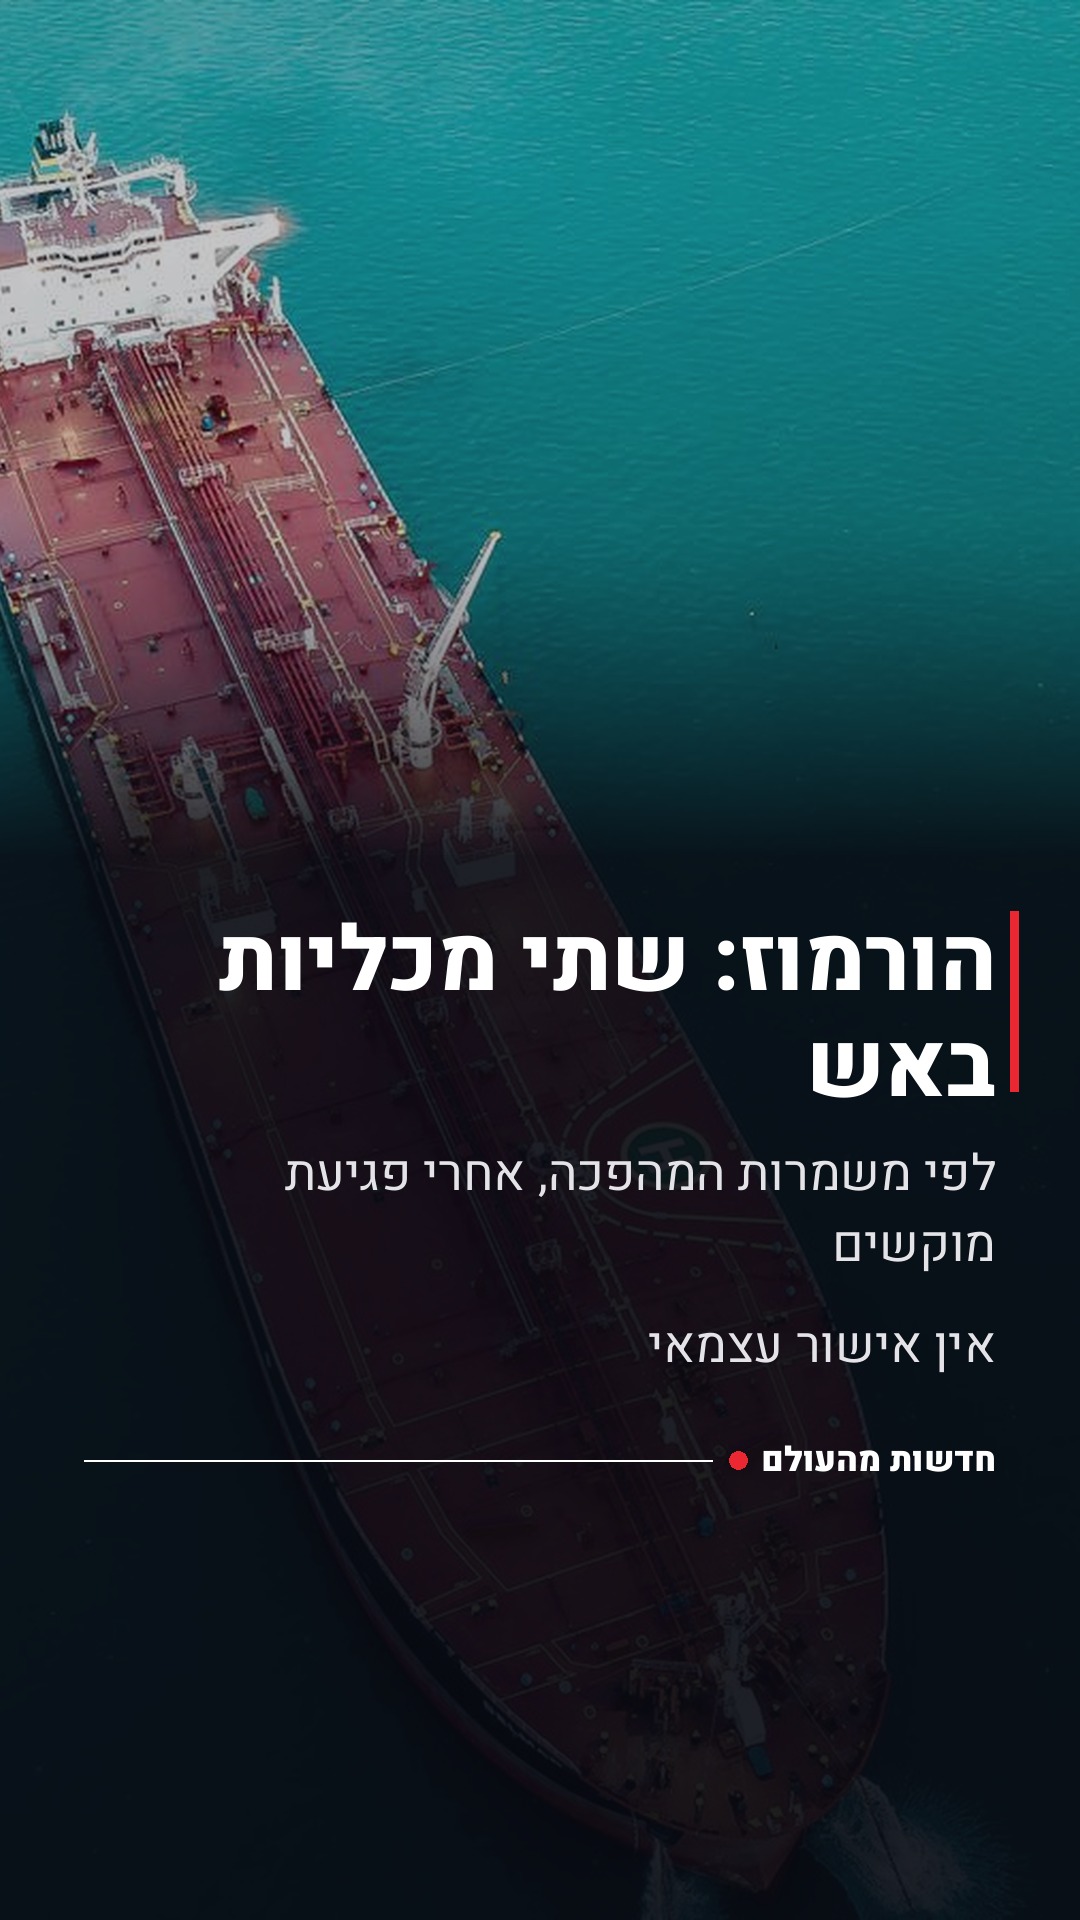 הורמוז: שתי מכליות
באש
לפי משמרות המהפכה, אחרי פגיעת
מוקשים
אין אישור עצמאי
חדשות מהעולם